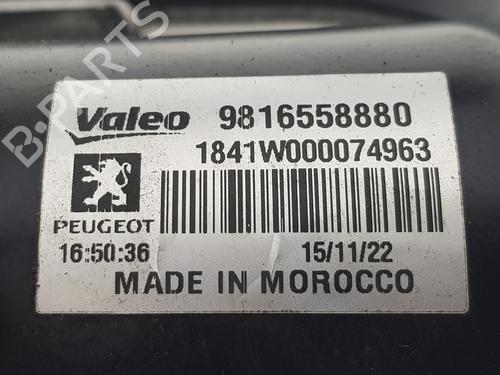 B-PARTS
Valeo 9816558880
1841W000074963
PEUGEOT
16:50:36 15/11/22
MADE IN MOROCCO